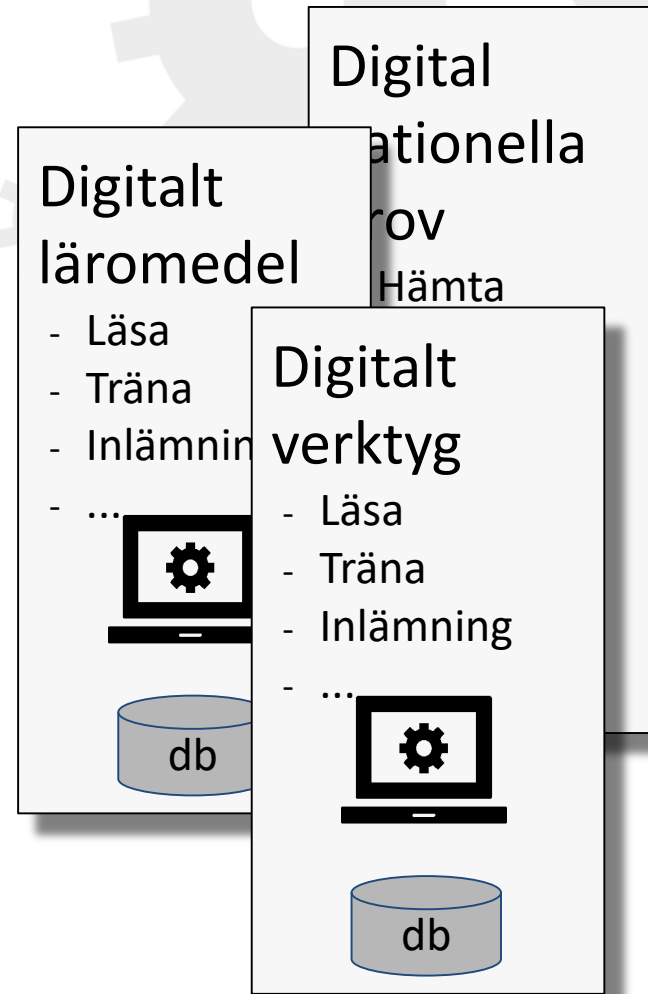 Digital
ationella
rov
Hämta
Digitalt
läromedel
- Läsa
- Träna
- Inlämnin
- ...
db
Digitalt
verktyg
- Läsa
- Träna
- Inlämning
- ...
db